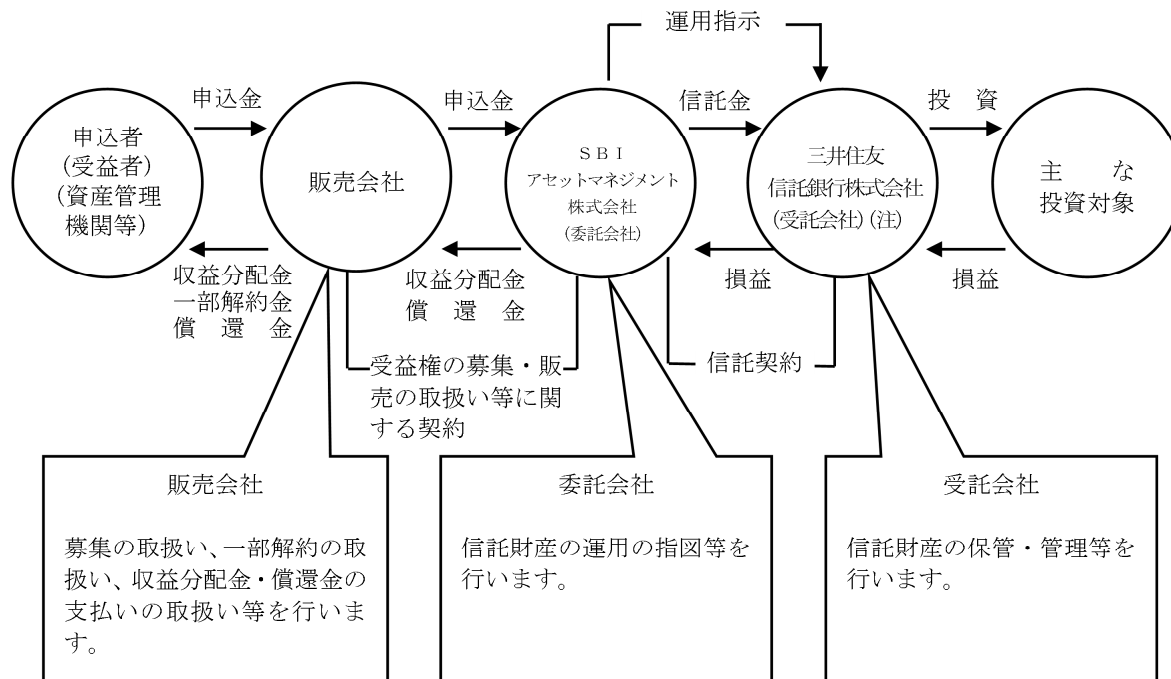 運用指示
申込金
申込金
信託金
投　資
申込者
(受益者)
(資産管理
機関等)
販売会社
ＳＢＩ
アセットマネジメント
株式会社
(委託会社)
三井住友
信託銀行株式会社
(受託会社)(注)
主　な
投資対象
収益分配金
一部解約金
償　還　金
収益分配金
償　還　金
損益
損益
受益権の募集・販
売の取扱い等に関
する契約
信託契約
販売会社
募集の取扱い、一部解約の取
扱い、収益分配金・償還金の
支払いの取扱い等を行いま
す。
委託会社
信託財産の運用の指図等を
行います。
受託会社
信託財産の保管・管理等を
行います。